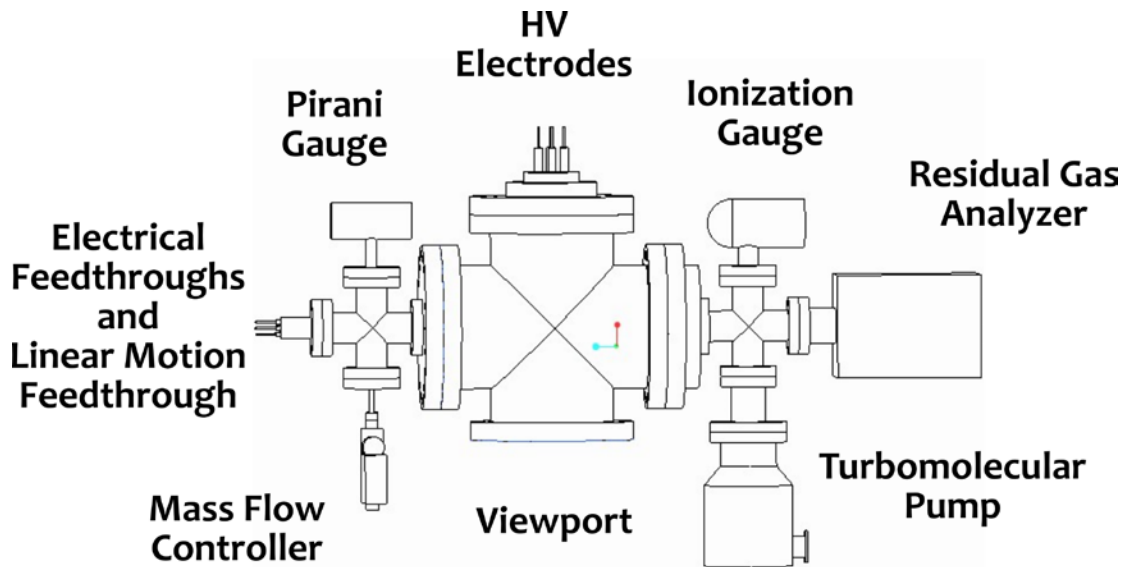 HV
Electrodes
Pirani
Gauge
Ionization
Gauge
Residual Gas
Analyzer
Electrical
Feedthroughs
and
Linear Motion
Feedthrough
Mass Flow
Controller
Viewport
Turbomolecular
Pump